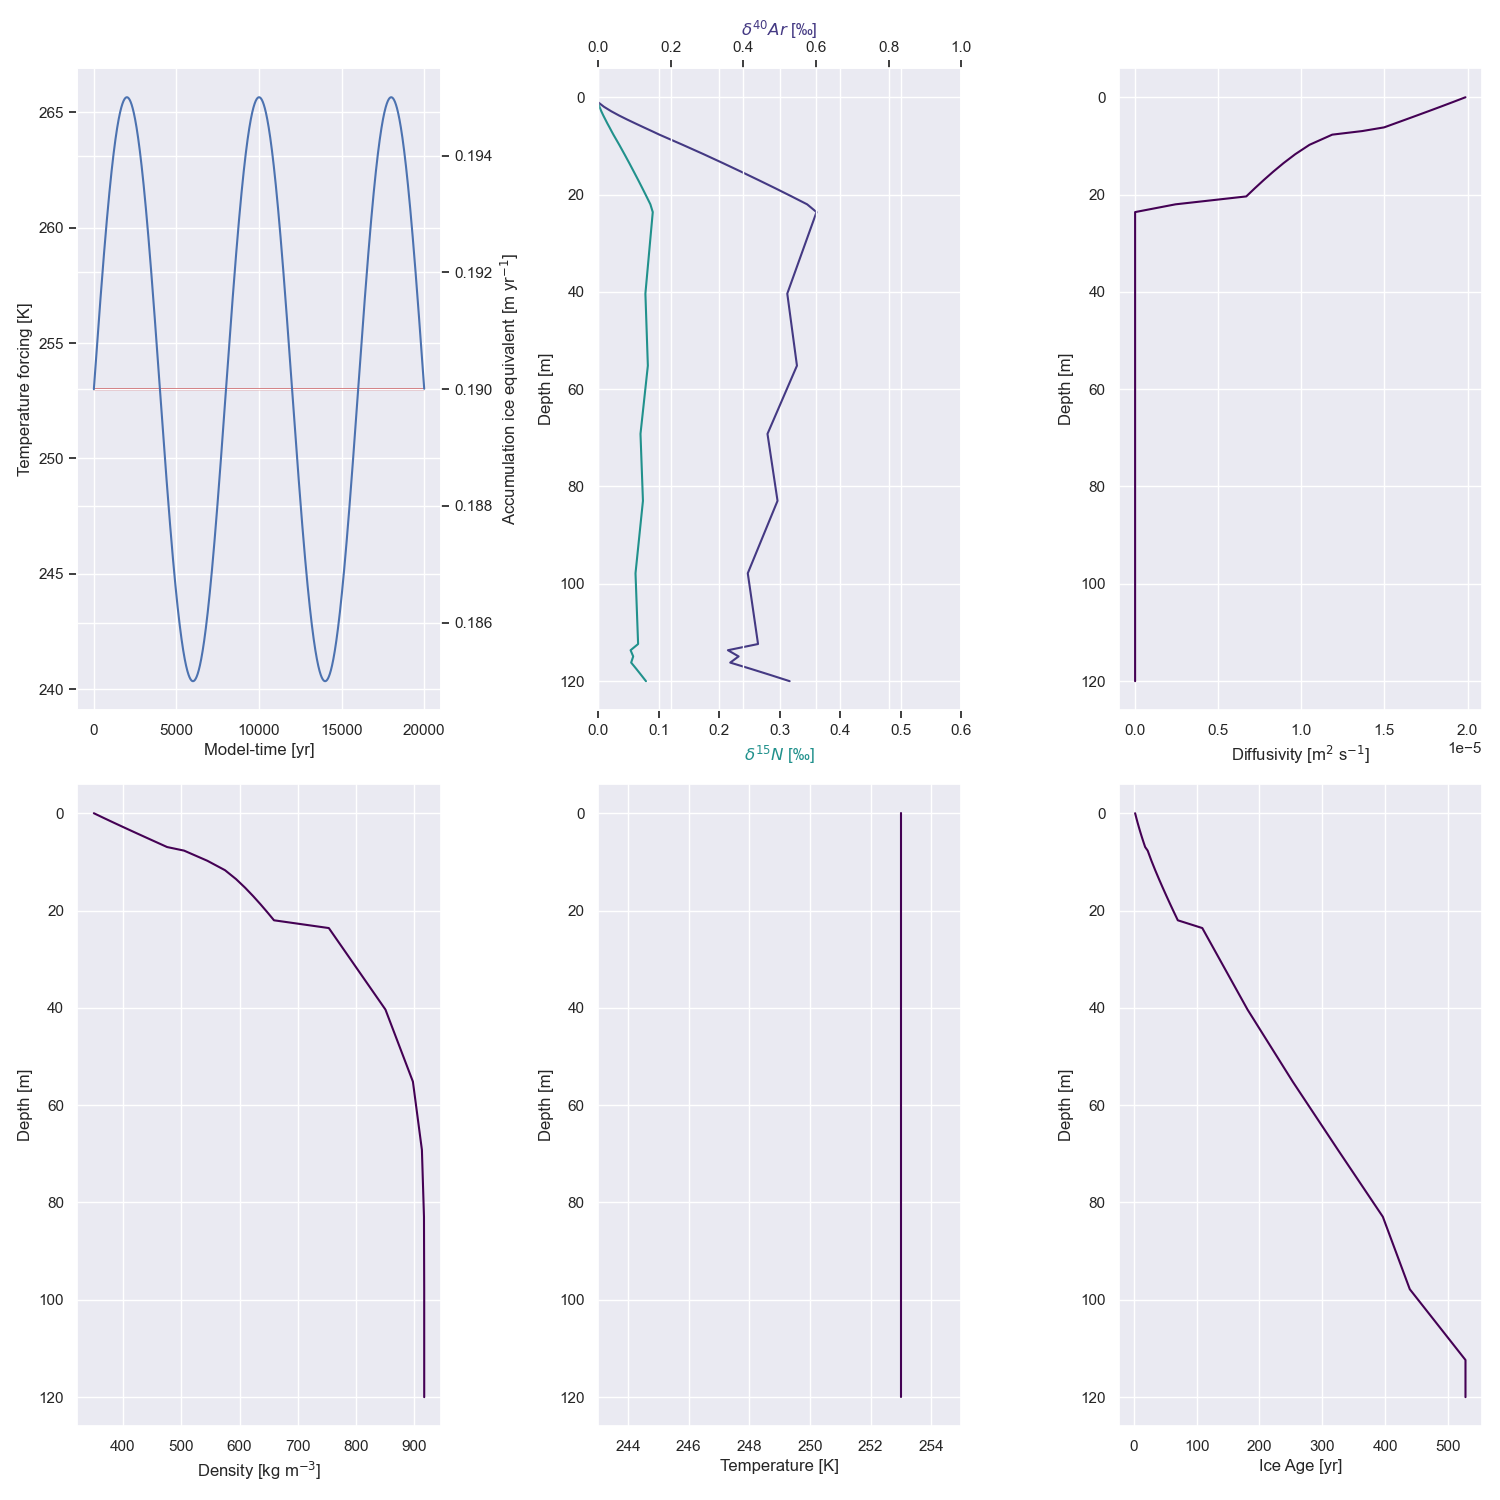 265
260
255
250
245
240
Temperature forcing [K]
0 5000 10000 15000 20000
Model-time [yr]
0.194
0.192
0.190
0.188
0.186
Accumulation ice equivalent [m yr⁻¹]
δ⁴⁰Ar [‰]
0.0 0.2 0.4 0.6 0.8 1.0
0
20
40
60
80
100
120
Depth [m]
0.0 0.1 0.2 0.3 0.4 0.5 0.6
δ¹⁵N [‰]
0
20
40
60
80
100
120
Depth [m]
0.0 0.5 1.0 1.5 2.0
1e−5
Diffusivity [m² s⁻¹]
0
20
40
60
80
100
120
Depth [m]
400 500 600 700 800 900
Density [kg m⁻³]
0
20
40
60
80
100
120
Depth [m]
244 246 248 250 252 254
Temperature [K]
0
20
40
60
80
100
120
Depth [m]
0 100 200 300 400 500
Ice Age [yr]